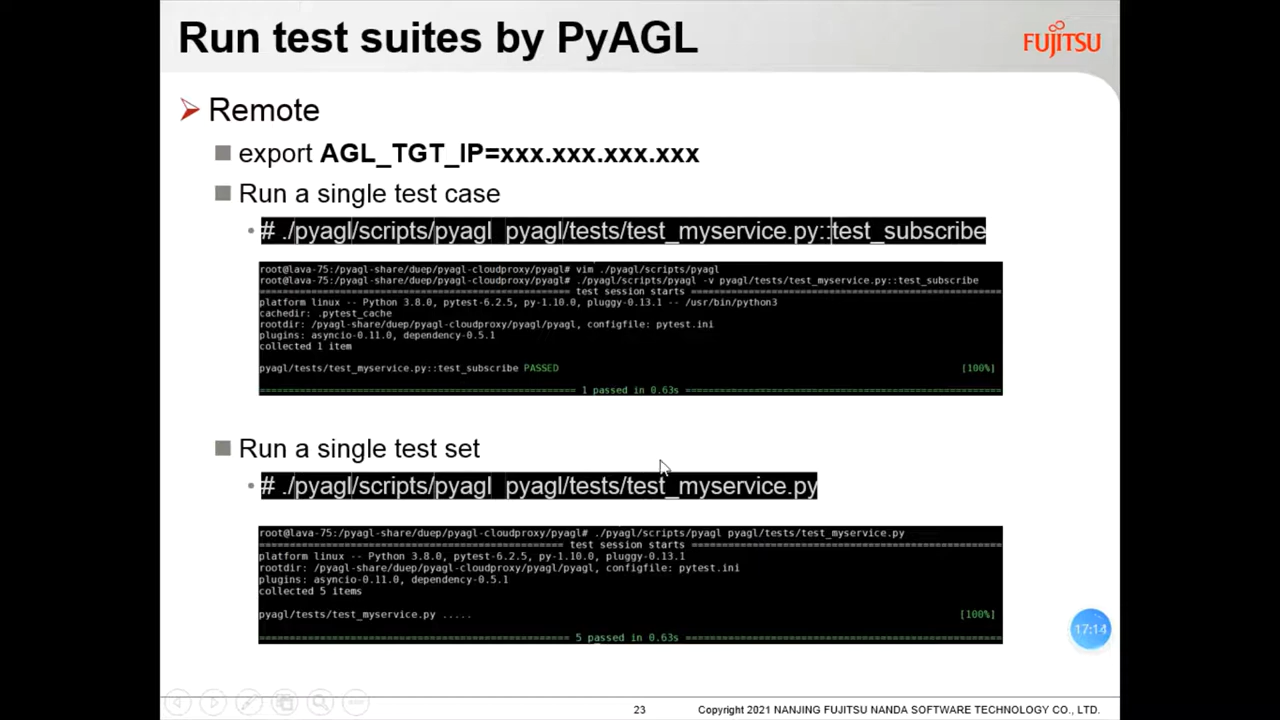 Run test suites by PyAGL
FUJITSU
Remote
export AGL_TGT_IP=xxx.xxx.xxx.xxx
Run a single test case
# ./pyagl/scripts/pyagl pyagl/tests/test_myservice.py::test_subscribe
root@lava-75:/pyagl-share/duep/pyagl-cloudproxy/pyagl# vim ./pyagl/scripts/pyagl
root@lava-75:/pyagl-share/duep/pyagl-cloudproxy/pyagl# ./pyagl/scripts/pyagl -v pyagl/tests/test_myservice.py::test_subscribe
test session starts
platform linux -- Python 3.8.0, pytest-6.2.5, py-1.10.0, pluggy-0.13.1 -- /usr/bin/python3
cachedir: .pytest_cache
rootdir: /pyagl-share/duep/pyagl-cloudproxy/pyagl/pyagl, configfile: pytest.ini
plugins: asyncio-0.11.0, dependency-0.5.1
collected 1 item
pyagl/tests/test_myservice.py::test_subscribe PASSED [100%]
1 passed in 0.63s
Run a single test set
# ./pyagl/scripts/pyagl pyagl/tests/test_myservice.py
root@lava-75:/pyagl-share/duep/pyagl-cloudproxy/pyagl# ./pyagl/scripts/pyagl pyagl/tests/test_myservice.py
test session starts
platform linux -- Python 3.8.0, pytest-6.2.5, py-1.10.0, pluggy-0.13.1
rootdir: /pyagl-share/duep/pyagl-cloudproxy/pyagl/pyagl, configfile: pytest.ini
plugins: asyncio-0.11.0, dependency-0.5.1
collected 5 items
pyagl/tests/test_myservice.py ..... [100%]
5 passed in 0.63s
17:14
23 Copyright 2021 NANJING FUJITSU NANDA SOFTWARE TECHNOLOGY CO., LTD.